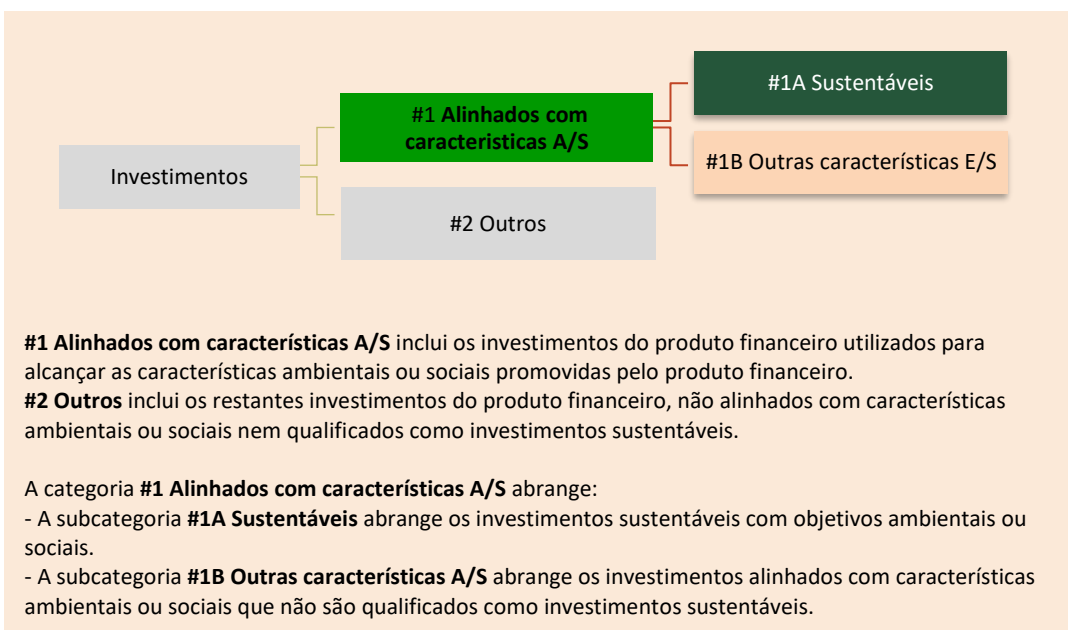 #1A Sustentáveis
#1 Alinhados com
caracteristicas A/S
#1B Outras características E/S
Investimentos
#2 Outros
#1 Alinhados com características A/S inclui os investimentos do produto financeiro utilizados para
alcançar as características ambientais ou sociais promovidas pelo produto financeiro.
#2 Outros inclui os restantes investimentos do produto financeiro, não alinhados com características
ambientais ou sociais nem qualificados como investimentos sustentáveis.
A categoria #1 Alinhados com características A/S abrange:
- A subcategoria #1A Sustentáveis abrange os investimentos sustentáveis com objetivos ambientais ou
sociais.
- A subcategoria #1B Outras características A/S abrange os investimentos alinhados com características
ambientais ou sociais que não são qualificados como investimentos sustentáveis.